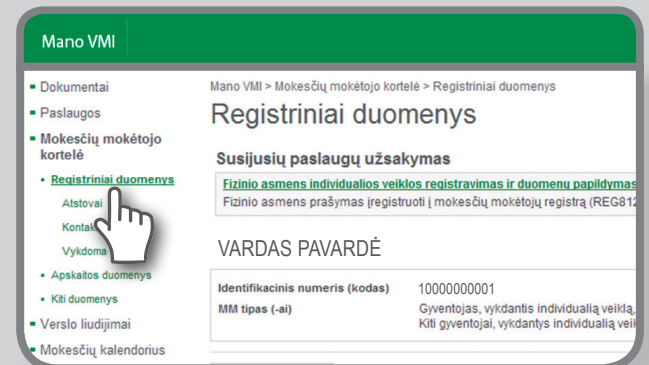 Mano VMI
Dokumentai
Paslaugos
Mokesčių mokėtojo
kortelė
Registriniai duomenys
Atstovai
Vykdoma
Apskaitos duomenys
Kiti duomenys
Verslo liudijimai
Mokesčių kalendorius
Mano VMI > Mokesčių mokėtojo kortelė > Registriniai duomenys
Registriniai duomenys
Susijusių paslaugų užsakymas
Fizinio asmens individualios veiklos registravimas ir duomenų papildymas
Fizinio asmens prašymas įregistruoti į mokesčių mokėtojų registrą (REG812
VARDAS PAVARDĖ
Identifikacinis numeris (kodas) 10000000001
MM tipas (-ai) Gyventojas, vykdantis individualią veiklą,
Kiti gyventojai, vykdantys individualią